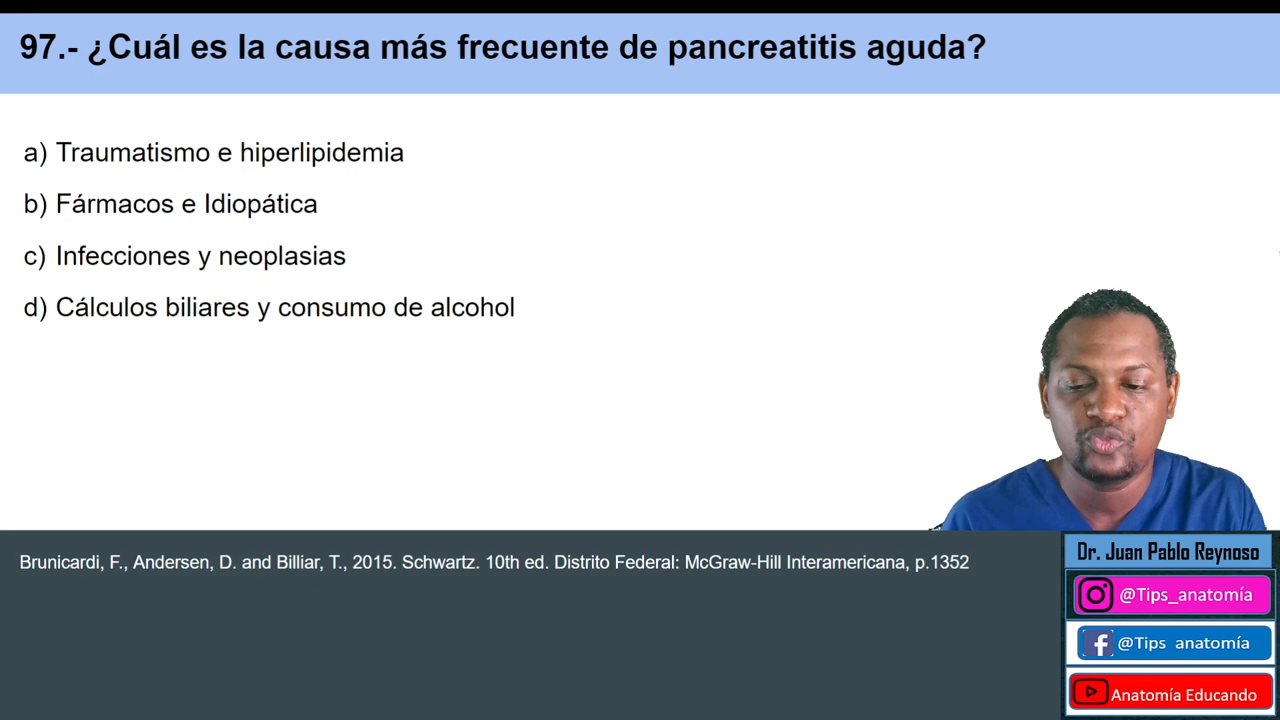 97.- ¿Cuál es la causa más frecuente de pancreatitis aguda?
a) Traumatismo e hiperlipidemia
b) Fármacos e Idiopática
c) Infecciones y neoplasias
d) Cálculos biliares y consumo de alcohol
Brunicardi, F., Andersen, D. and Billiar, T., 2015. Schwartz. 10th ed. Distrito Federal: McGraw-Hill Interamericana, p.1352
Dr. Juan Pablo Reynoso
@Tips_anatomía
@Tips anatomía
Anatomía Educando